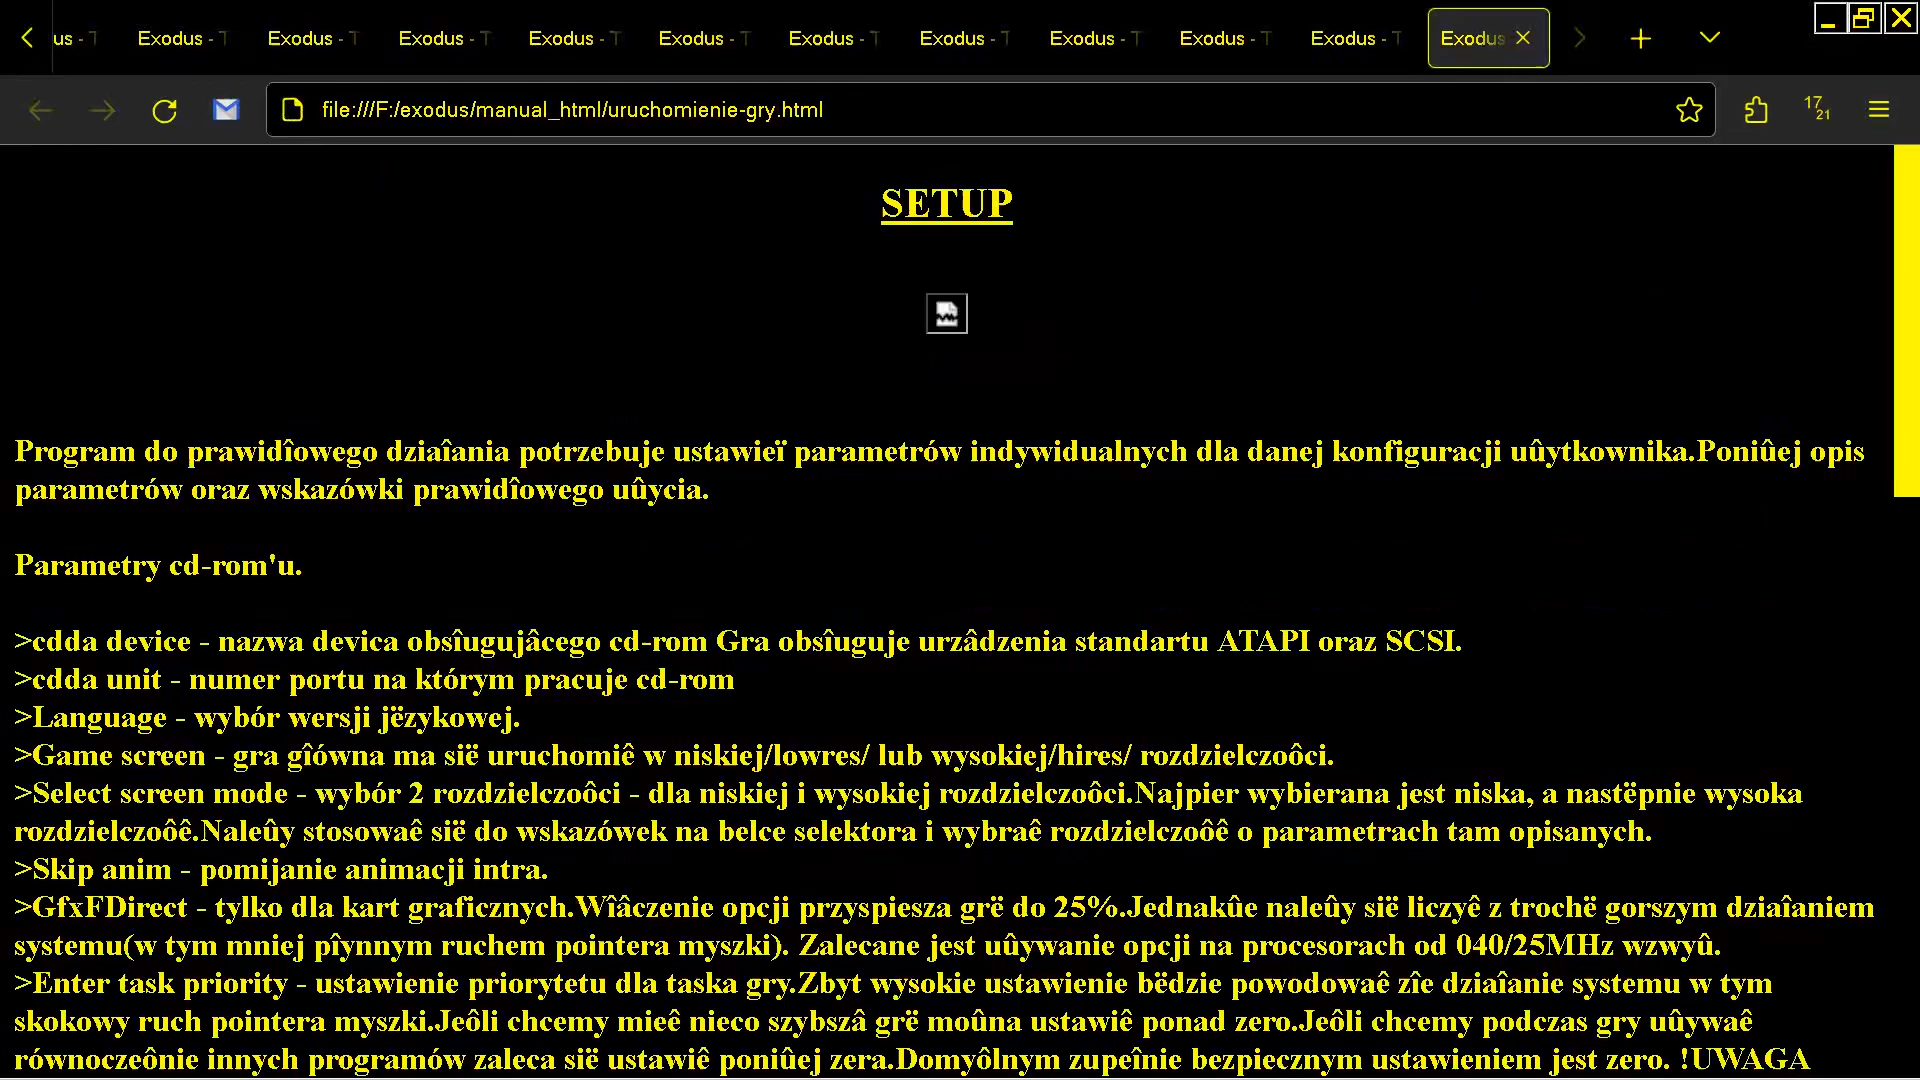 us - T
Exodus - T
Exodus - T
Exodus - T
Exodus - T
Exodus - T
Exodus - T
Exodus - T
Exodus - T
Exodus - T
Exodus - T
Exodus
file:///F:/exodus/manual_html/uruchomienie-gry.html
17
21
SETUP
Program do prawidîowego dziaîania potrzebuje ustawieï parametrów indywidualnych dla danej konfiguracji uûytkownika.Poniûej opis
parametrów oraz wskazówki prawidîowego uûycia.
Parametry cd-rom'u.
>cdda device - nazwa devica obsîugujâcego cd-rom Gra obsîuguje urzâdzenia standartu ATAPI oraz SCSI.
>cdda unit - numer portu na którym pracuje cd-rom
>Language - wybór wersji jëzykowej.
>Game screen - gra gîówna ma sië uruchomiê w niskiej/lowres/ lub wysokiej/hires/ rozdzielczoôci.
>Select screen mode - wybór 2 rozdzielczoôci - dla niskiej i wysokiej rozdzielczoôci.Najpier wybierana jest niska, a nastëpnie wysoka
rozdzielczoôê.Naleûy stosowaê sië do wskazówek na belce selektora i wybraê rozdzielczoôê o parametrach tam opisanych.
>Skip anim - pomijanie animacji intra.
>GfxFDirect - tylko dla kart graficznych.Wîâczenie opcji przyspiesza grë do 25%.Jednakûe naleûy sië liczyê z trochë gorszym dziaîaniem
systemu(w tym mniej pîynnym ruchem pointera myszki). Zalecane jest uûywanie opcji na procesorach od 040/25MHz wzwyû.
>Enter task priority - ustawienie priorytetu dla taska gry.Zbyt wysokie ustawienie bëdzie powodowaê zîe dziaîanie systemu w tym
skokowy ruch pointera myszki.Jeôli chcemy mieê nieco szybszâ grë moûna ustawiê ponad zero.Jeôli chcemy podczas gry uûywaê
równoczeônie innych programów zaleca sië ustawiê poniûej zera.Domyôlnym zupeînie bezpiecznym ustawieniem jest zero. !UWAGA